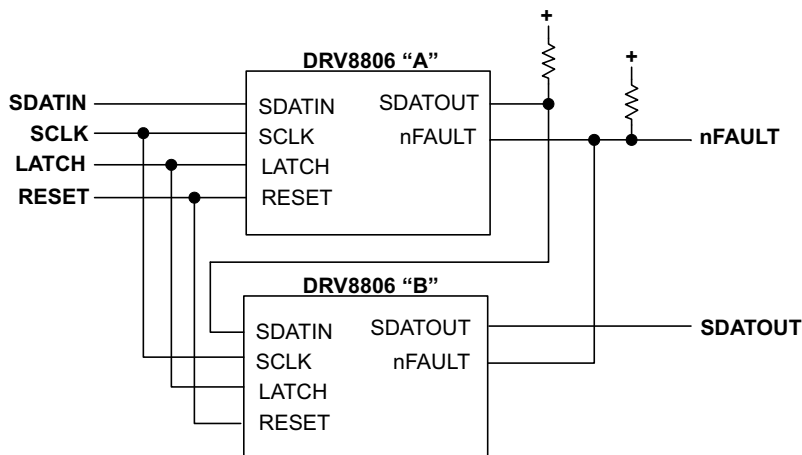 +
+
DRV8806 “A”
SDATIN
SCLK
LATCH
RESET
SDATIN
SCLK
LATCH
RESET
SDATOUT
nFAULT
nFAULT
DRV8806 “B”
SDATIN
SCLK
LATCH
RESET
SDATOUT
nFAULT
SDATOUT